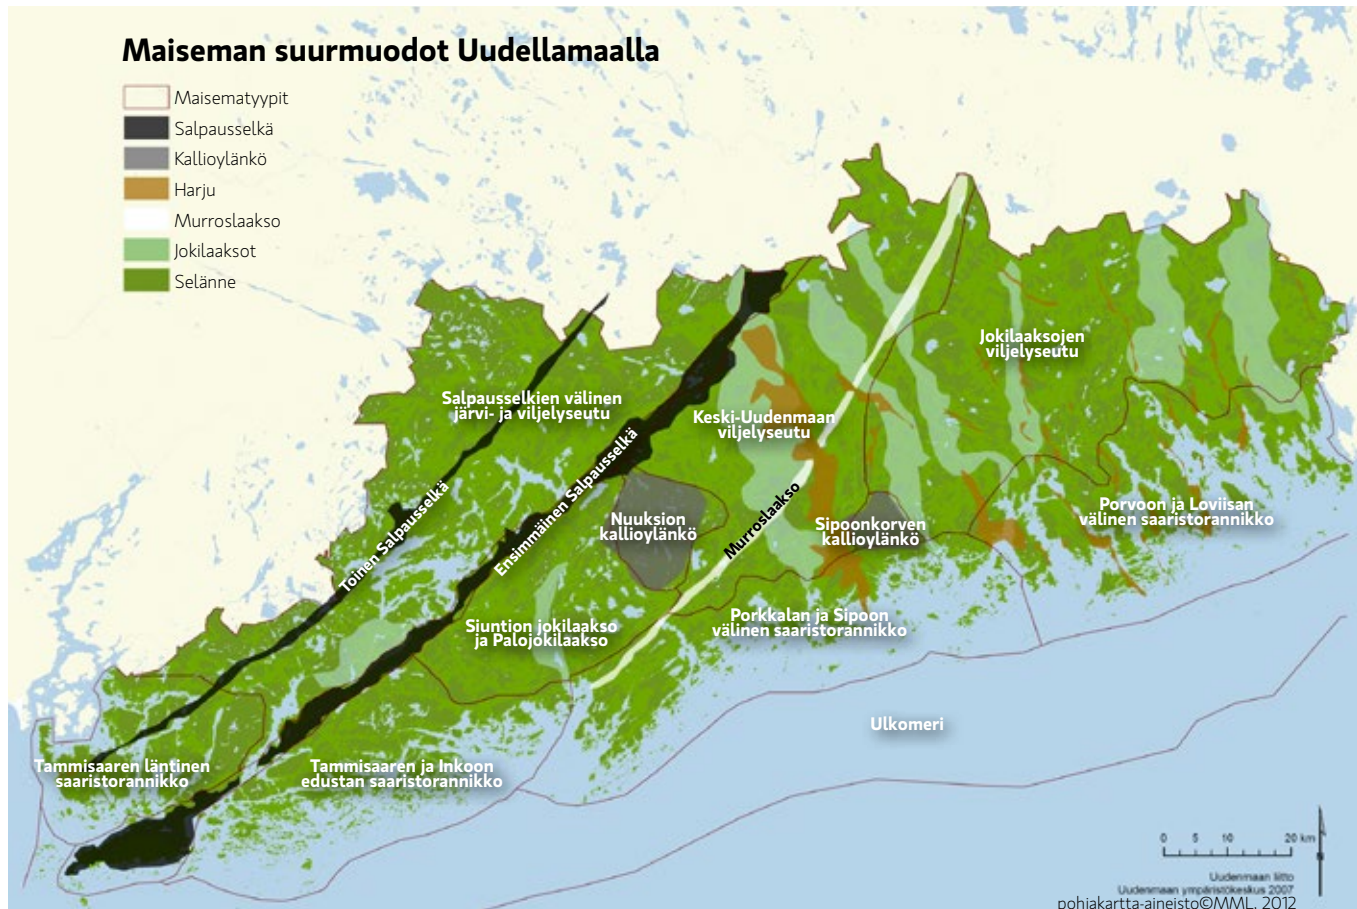 Maiseman suurmuodot Uudellamaalla
Maisematyypit
Salpausselkä
Kallioylänkö
Harju
Murroslaakso
Jokilaaksot
Selänne
Jokilaaksojen
viljelyseutu
Salpausselkien välinen
järvi- ja viljelyseutu
Keski-Uudenmaan
viljelyseutu
Toinen Salpausselkä
Ensimmäinen Salpausselkä
Nuuksion
kallioylänkö
Murroslaakso
Sipoonkorven
kallioylänkö
Porvoon ja Loviisan
välinen saaristorannikko
Siuntion jokilaakso
ja Palojokilaakso
Porkkalan ja Sipoon
välinen saaristorannikko
Ulkomeri
Tammisaaren läntinen
saaristorannikko
Tammisaaren ja Inkoon
edustan saaristorannikko
0 5 10 20 km
Uudenmaan liitto
Uudenmaan ympäristökeskus 2007
pohjakartta-aineisto©MML, 2012